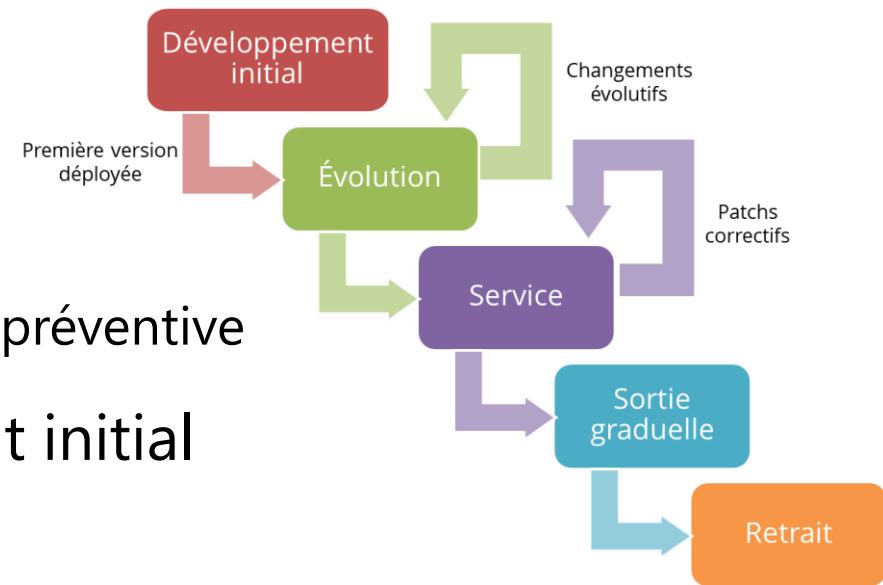 Développement
initial
Changements
évolutifs
Première version
déployée
Évolution
Patchs
correctifs
Service
préventive
Sortie
graduelle
t initial
Retrait